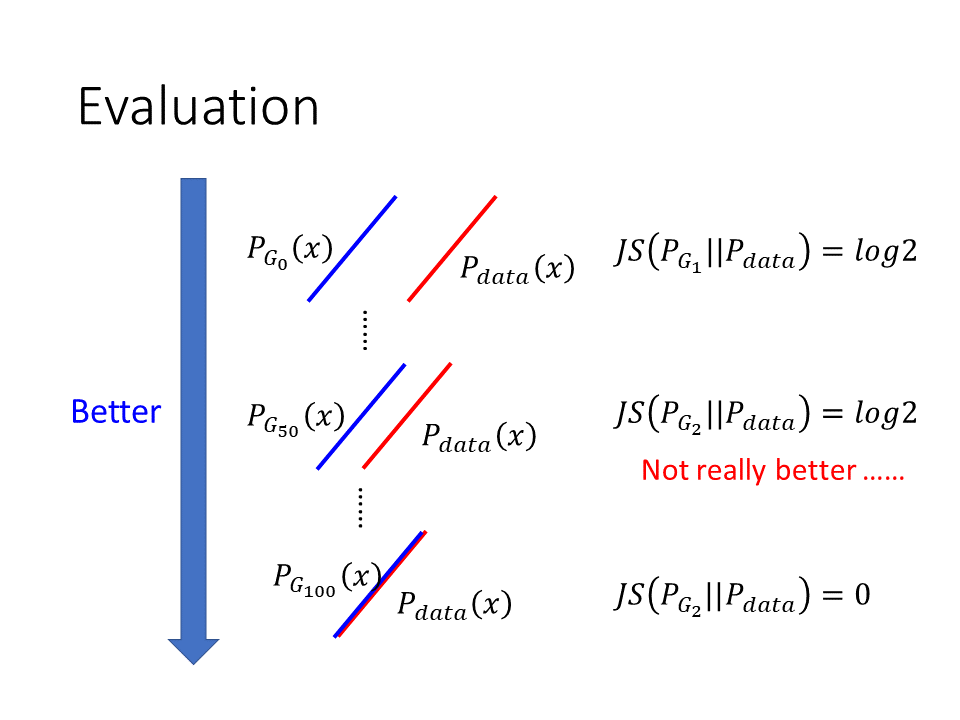 Evaluation
P_{G_0}(x)
P_{data}(x)
JS(P_{G_1}||P_{data}) = log2
……
Better
P_{G_{50}}(x)
P_{data}(x)
JS(P_{G_2}||P_{data}) = log2
Not really better ……
……
P_{G_{100}}(x)
P_{data}(x)
JS(P_{G_2}||P_{data}) = 0